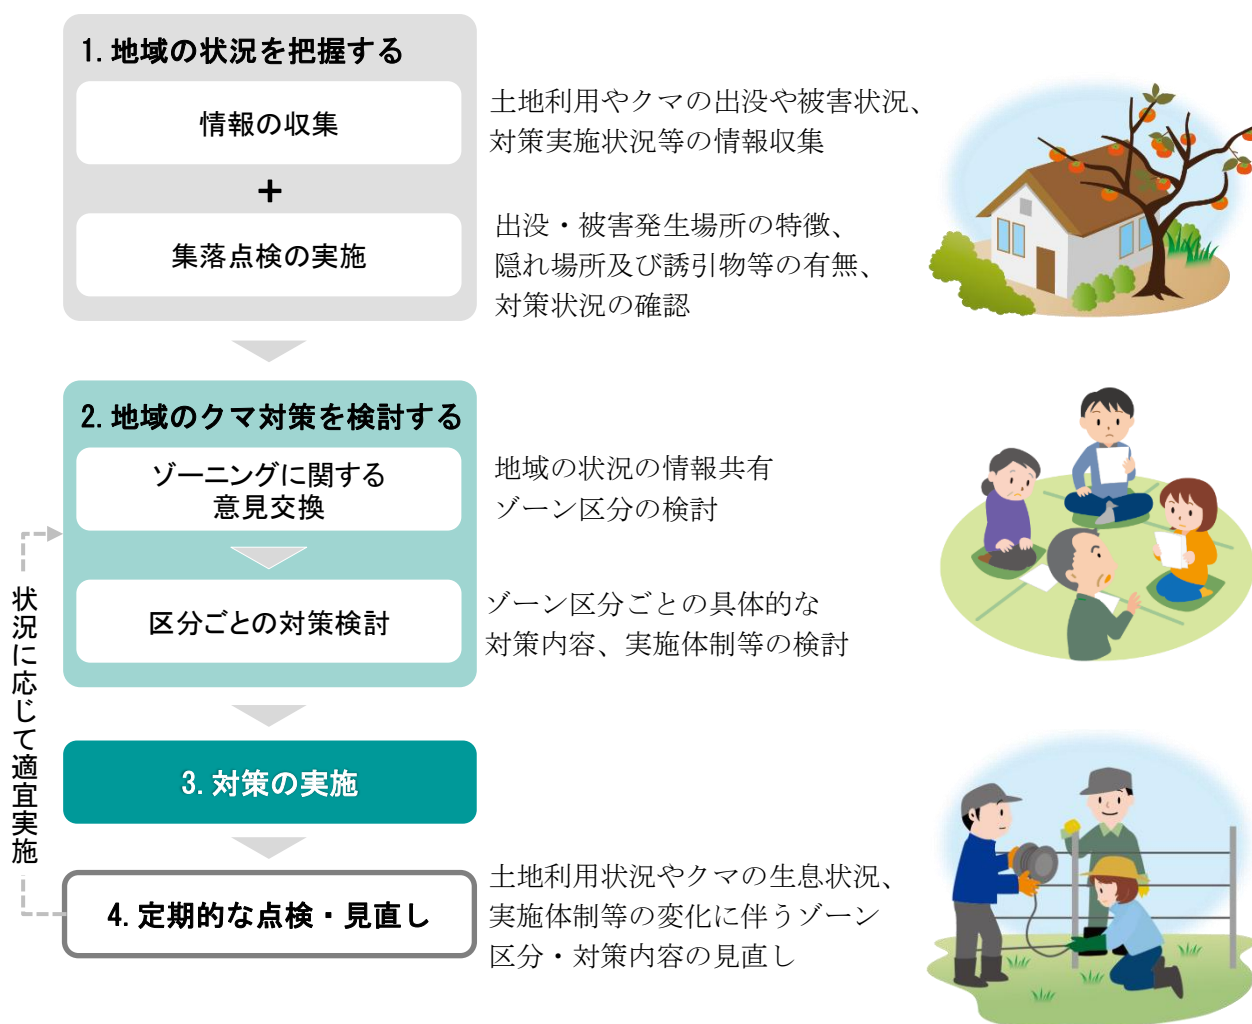 1. 地域の状況を把握する
情報の収集
土地利用やクマの出没や被害状況、
対策実施状況等の情報収集
+
集落点検の実施
出没・被害発生場所の特徴、
隠れ場所及び誘引物等の有無、
対策状況の確認
2. 地域のクマ対策を検討する
ゾーニングに関する
意見交換
地域の状況の情報共有
ゾーン区分の検討
区分ごとの対策検討
ゾーン区分ごとの具体的な
対策内容、実施体制等の検討
3. 対策の実施
4. 定期的な点検・見直し
土地利用状況やクマの生息状況、
実施体制等の変化に伴うゾーン
区分・対策内容の見直し
状況に応じて適宜実施